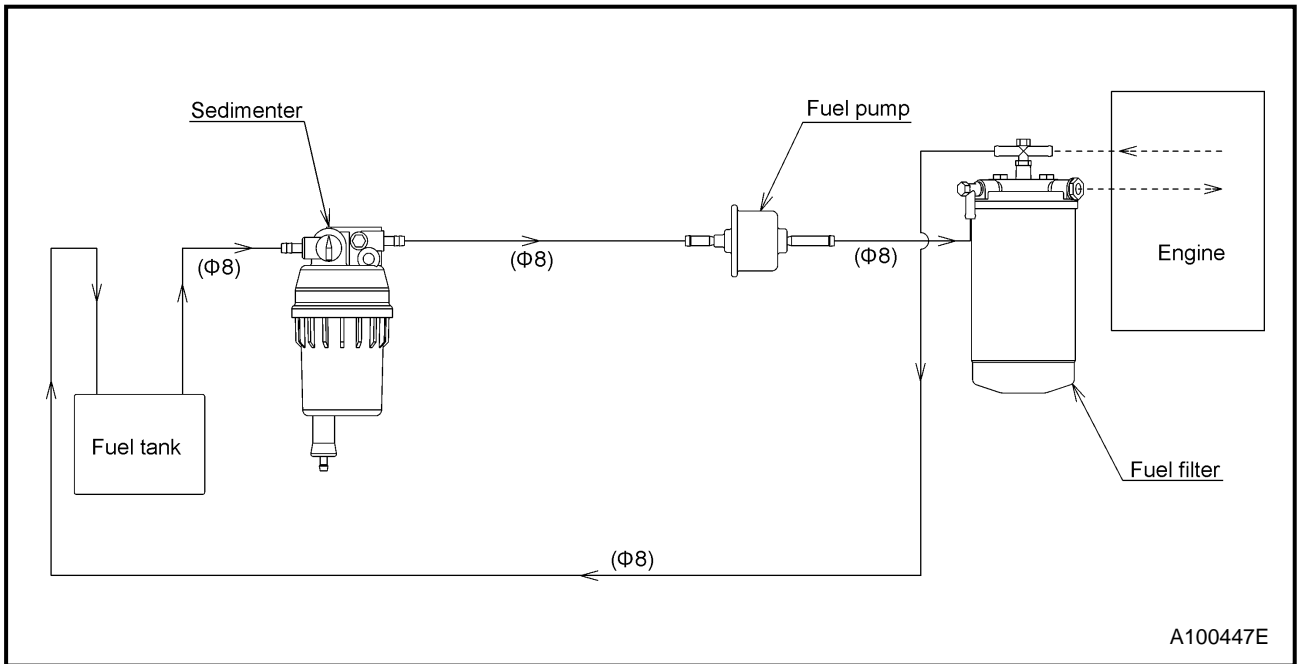 Sedimenter
Fuel pump
(Φ8)
(Φ8)
(Φ8)
Engine
Fuel tank
Fuel filter
(Φ8)
A100447E